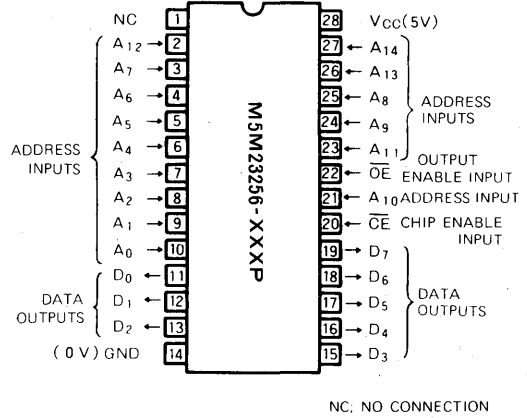 NC 1
A12 2
A7 3
A6 4
A5 5
A4 6
A3 7
A2 8
A1 9
A0 10
D0 11
D1 12
D2 13
(0V) GND 14
ADDRESS
INPUTS
DATA
OUTPUTS
M5M23256-XXXP
28 VCC(5V)
27 A14
26 A13
25 A8
24 A9
23 A11
22 OE OUTPUT
ENABLE INPUT
21 A10 ADDRESS INPUT
20 CE CHIP ENABLE
INPUT
19 D7
18 D6
17 D5
16 D4
15 D3
ADDRESS
INPUTS
DATA
OUTPUTS
NC; NO CONNECTION